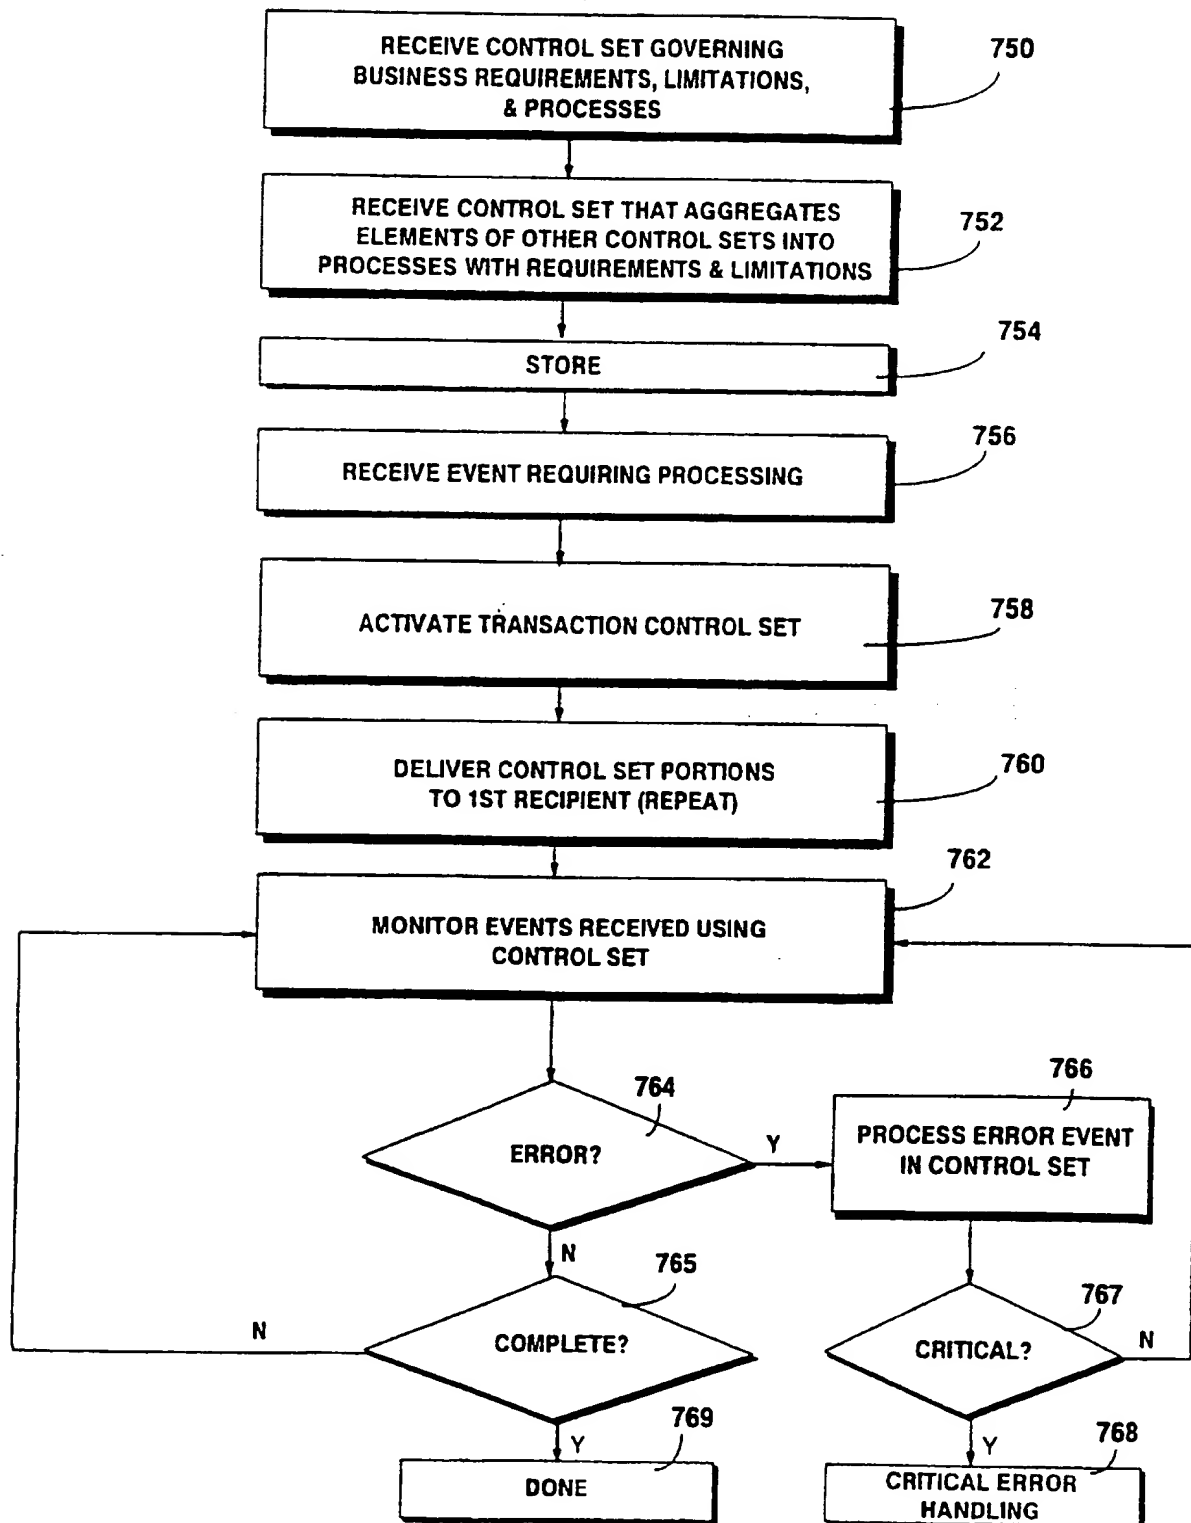 RECEIVE CONTROL SET GOVERNING
BUSINESS REQUIREMENTS, LIMITATIONS,
& PROCESSES
750
RECEIVE CONTROL SET THAT AGGREGATES
ELEMENTS OF OTHER CONTROL SETS INTO
PROCESSES WITH REQUIREMENTS & LIMITATIONS
752
STORE
754
RECEIVE EVENT REQUIRING PROCESSING
756
ACTIVATE TRANSACTION CONTROL SET
758
DELIVER CONTROL SET PORTIONS
TO 1ST RECIPIENT (REPEAT)
760
MONITOR EVENTS RECEIVED USING
CONTROL SET
762
ERROR?
764
Y
PROCESS ERROR EVENT
IN CONTROL SET
766
N
COMPLETE?
765
N
CRITICAL?
767
N
Y
DONE
769
Y
CRITICAL ERROR
HANDLING
768